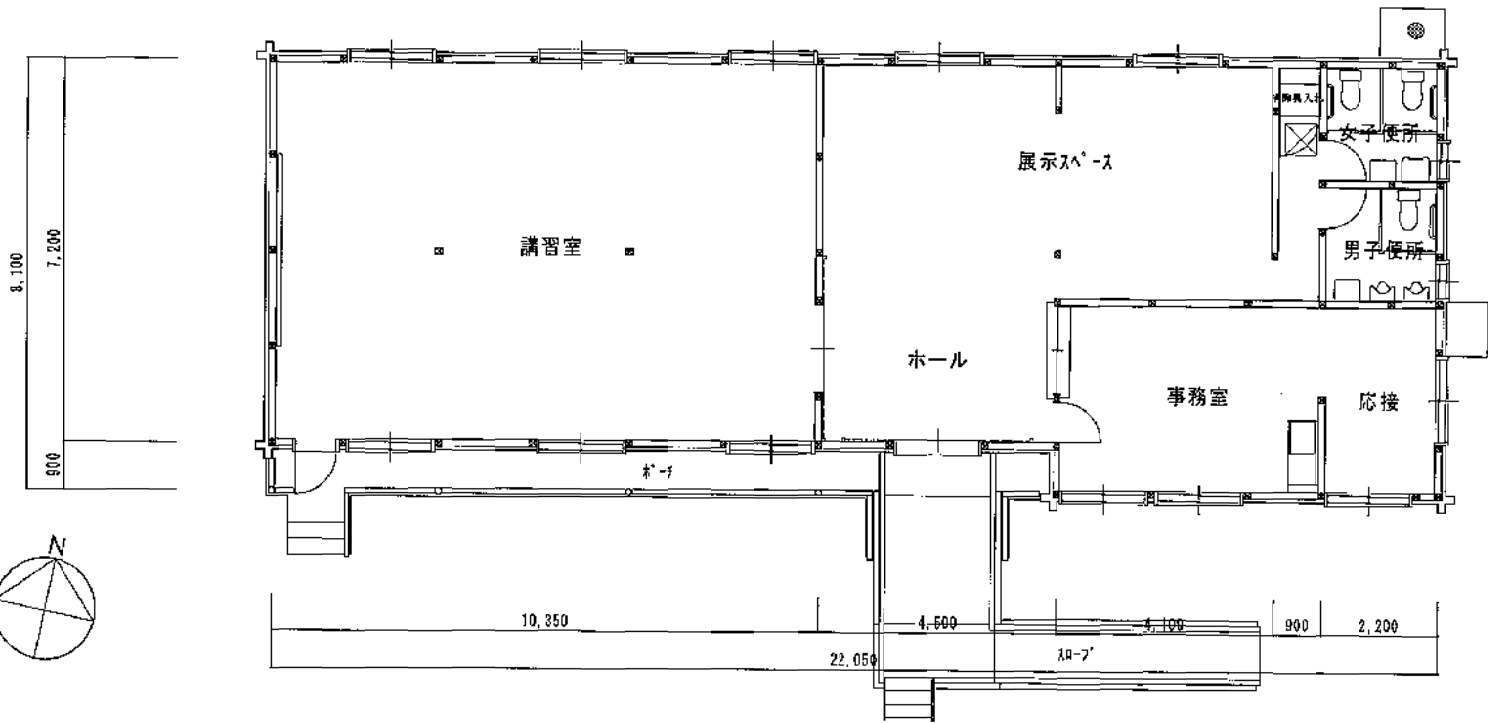 展示スペース
女子便所
講習室
男子便所
8,100
7,200
900
ホール
事務室
応接
ポーチ
N
10,350
4,500
4,100
900
2,200
22,050
スロープ